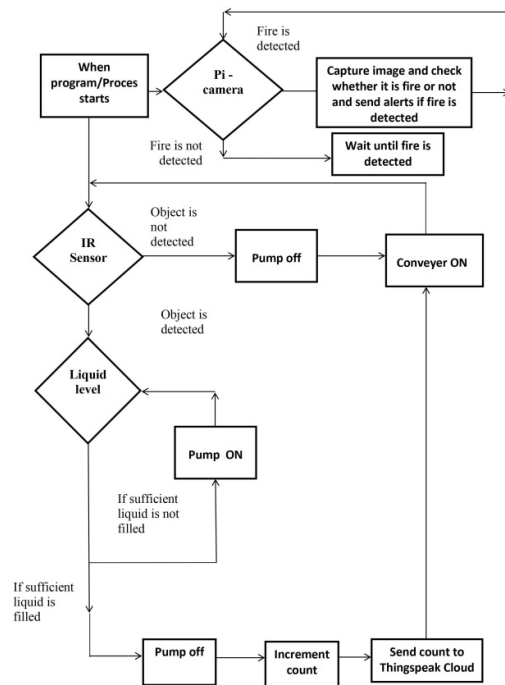 Fire is
detected
When
program/Proces
starts
Pi -
camera
Capture image and check
whether it is fire or not
and send alerts if fire is
detected
Fire is not
detected
Wait until fire is
detected
IR
Sensor
Object is
not
detected
Pump off
Conveyer ON
Object is
detected
Liquid
level
Pump ON
If sufficient
liquid is not
filled
If sufficient
liquid is
filled
Pump off
Increment
count
Send count to
Thingspeak Cloud